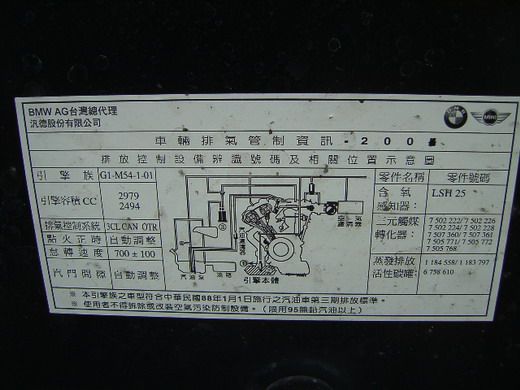 BMW AG台灣總代理
汎德股份有限公司
MINI
車輛排氣管制資訊-200
排放控制設備辨識號碼及相關位置示意圖
引擎族 G1-M54-1-01
引擎容積CC 2979
2494
排氣控制系統 3CL CAN OTR
點火正時 自動調整
怠轉速度 700±100
汽門間隙 自動調整
引擎本體
零件名稱 零件號碼
含氧感知器: LSH 25
三元觸媒轉化器: 7 502 222/7 502 226
7 502 224/7 502 228
7 507 360/7 507 361
7 505 771/7 505 772
7 505 768
蒸發排放活性碳罐: 1 184 558/1 183 797
6 758 610
※本引擎族之車型符合中華民國88年1月1日施行之汽油車第三期排放標準。
※使用者不得拆除或改裝空氣污染防制設備。(限用95無鉛汽油以上)